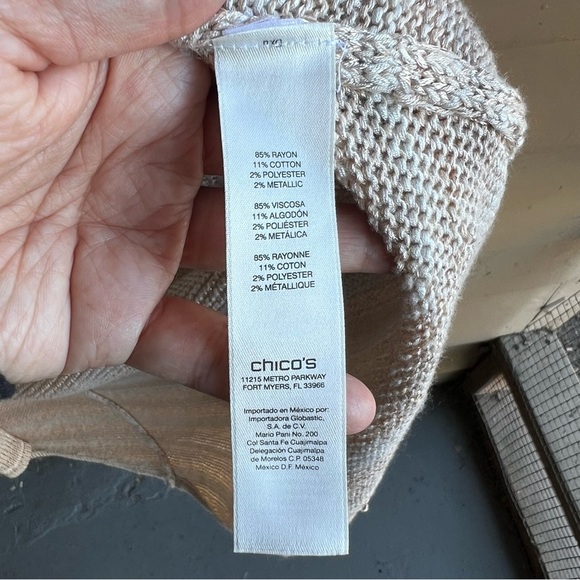 85% RAYON
11% COTTON
2% POLYESTER
2% METALLIC
85% VISCOSA
11% ALGODÓN
2% POLIÉSTER
2% METÁLICA
85% RAYONNE
11% COTON
2% POLYESTER
2% MÉTALLIQUE
chico's
11215 METRO PARKWAY
FORT MYERS, FL 33966
Importado en México por:
Importadora Globastic,
S.A. de C.V.
Mario Pani No. 200
Col Santa Fe Cuajimalpa
Delegación Cuajimalpa
de Morelos C.P. 05348
México D.F. México